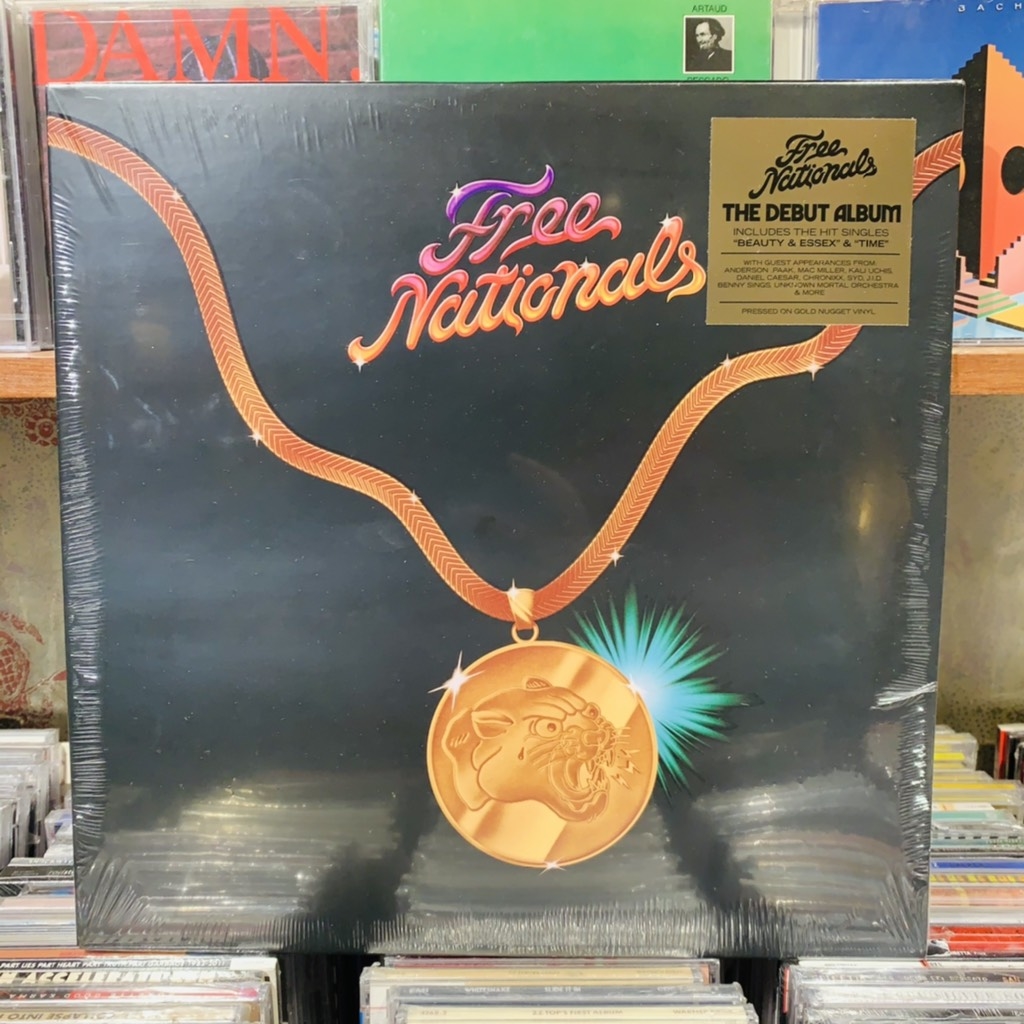 DAMN.
ARTAUD
BACH
Free
Nationals
Free
Nationals
THE DEBUT ALBUM
INCLUDES THE HIT SINGLES
"BEAUTY & ESSEX" & "TIME"
WITH GUEST APPEARANCES FROM:
ANDERSON .PAAK, MAC MILLER, KALI UCHIS,
DANIEL CAESAR, CHRONIXX, SYD, J.I.D,
BENNY SINGS, UNKNOWN MORTAL ORCHESTRA
& MORE
PRESSED ON GOLD NUGGET VINYL